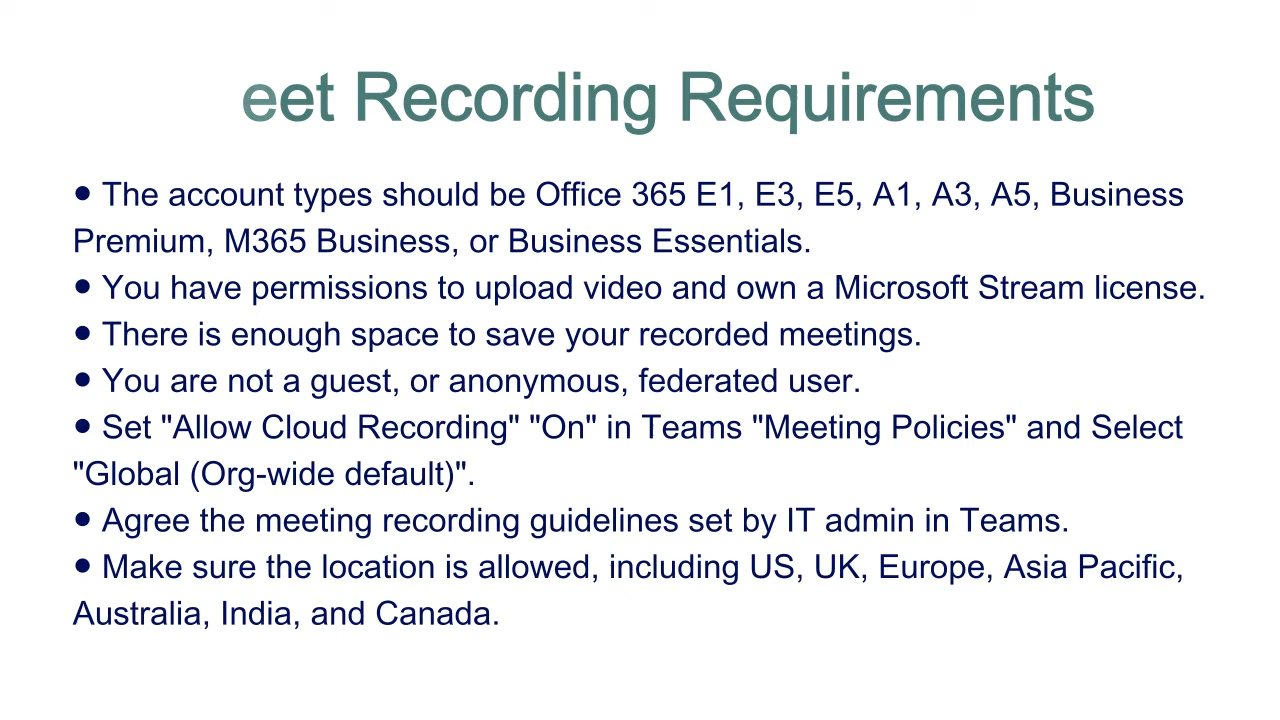 eet Recording Requirements
● The account types should be Office 365 E1, E3, E5, A1, A3, A5, Business
Premium, M365 Business, or Business Essentials.
● You have permissions to upload video and own a Microsoft Stream license.
● There is enough space to save your recorded meetings.
● You are not a guest, or anonymous, federated user.
● Set "Allow Cloud Recording" "On" in Teams "Meeting Policies" and Select
"Global (Org-wide default)".
● Agree the meeting recording guidelines set by IT admin in Teams.
● Make sure the location is allowed, including US, UK, Europe, Asia Pacific,
Australia, India, and Canada.